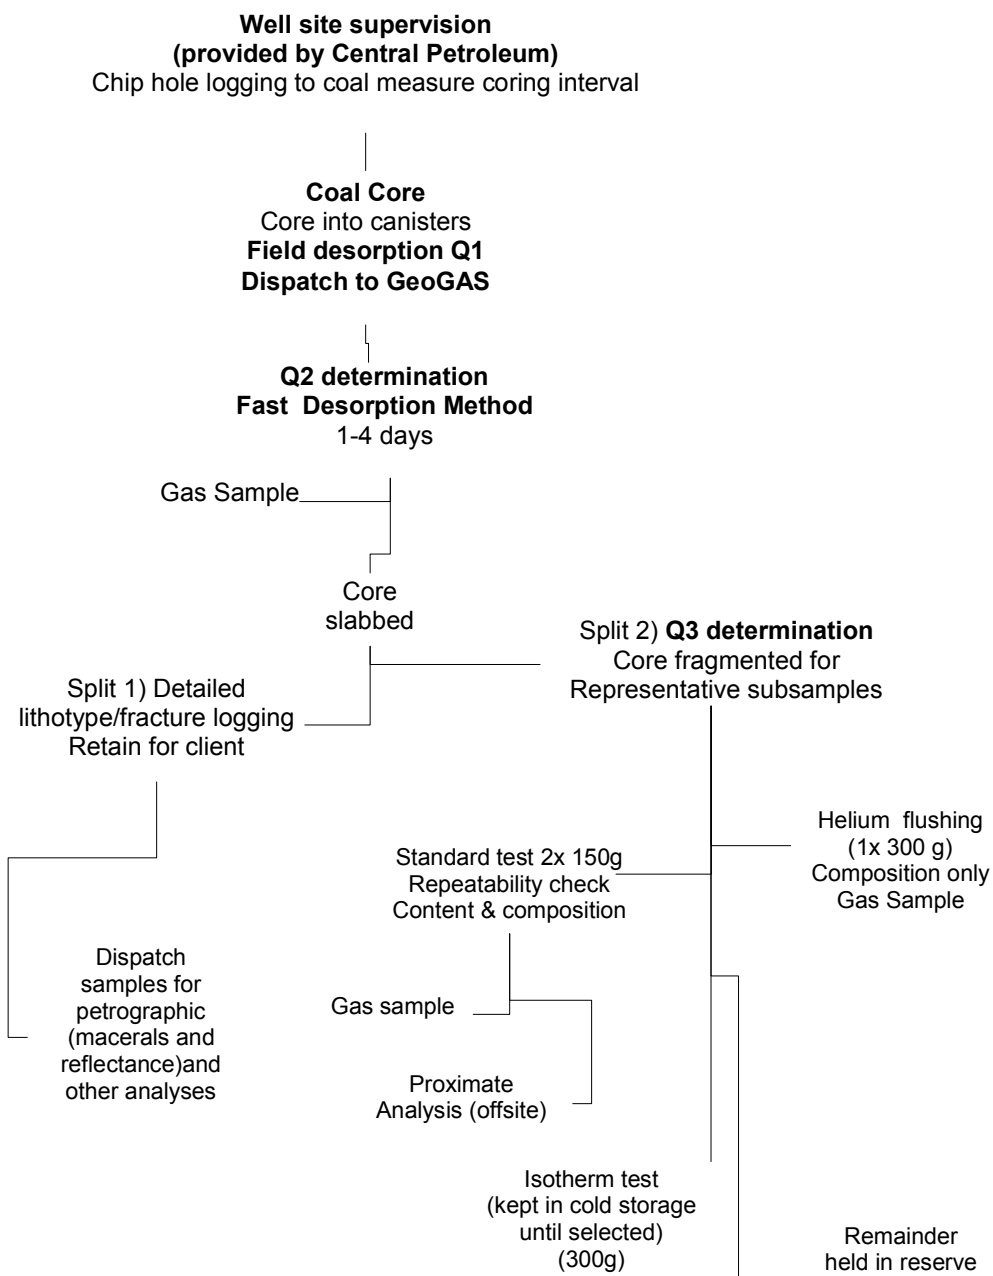 Well site supervision
(provided by Central Petroleum)
Chip hole logging to coal measure coring interval
Coal Core
Core into canisters
Field desorption Q1
Dispatch to GeoGAS
Q2 determination
Fast  Desorption Method
1-4 days
Gas Sample
Core
slabbed
Split 2) Q3 determination
Core fragmented for
Representative subsamples
Split 1) Detailed
lithotype/fracture logging
Retain for client
Helium  flushing
(1x 300 g)
Composition only
Gas Sample
Standard test 2x 150g
Repeatability check
Content & composition
Dispatch
samples for
petrographic
(macerals and
reflectance)and
other analyses
Gas sample
Proximate
Analysis (offsite)
Isotherm test
(kept in cold storage
until selected)
(300g)
Remainder
held in reserve